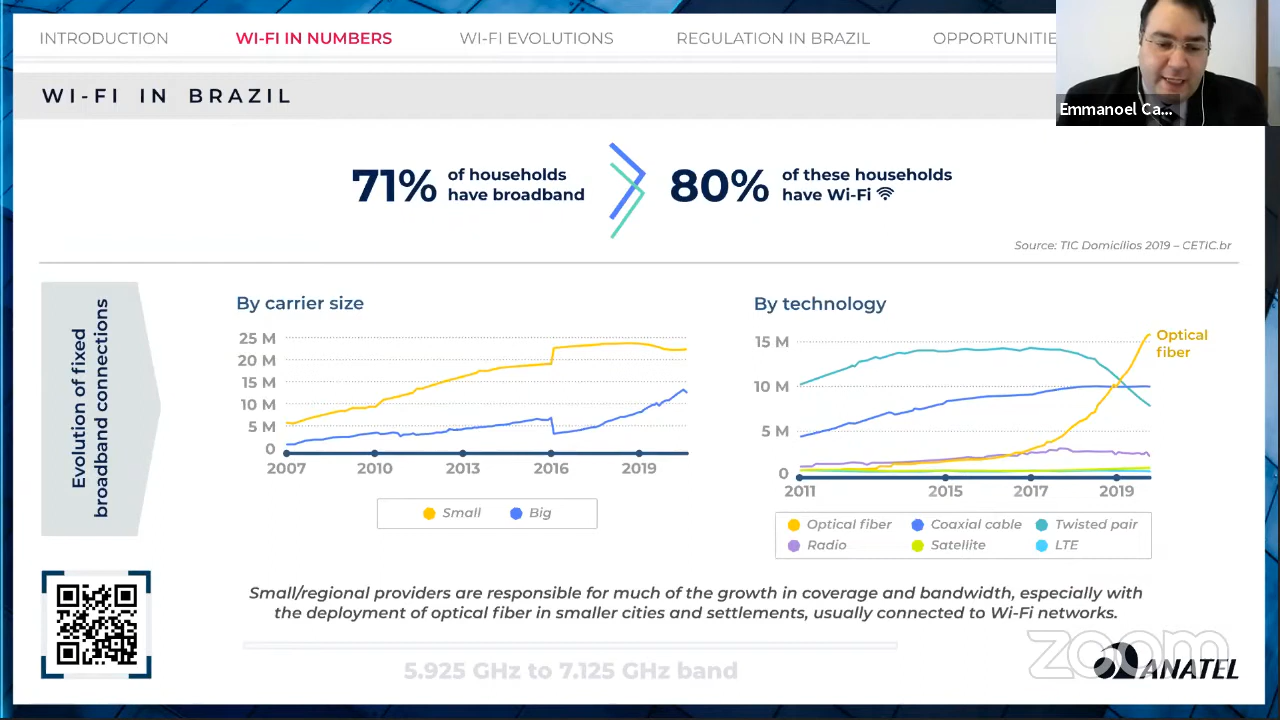 INTRODUCTION WI-FI IN NUMBERS WI-FI EVOLUTIONS REGULATION IN BRAZIL OPPORTUNITIE
Emmanoel Ca...
WI-FI IN BRAZIL
71% of households
have broadband
80% of these households
have Wi-Fi
Source: TIC Domicílios 2019 – CETIC.br
Evolution of fixed
broadband connections
By carrier size
25 M
20 M
15 M
10 M
5 M
0
2007 2010 2013 2016 2019
Small Big
By technology
15 M
10 M
5 M
0
2011 2015 2017 2019
Optical
fiber
Optical fiber Coaxial cable Twisted pair
Radio Satellite LTE
Small/regional providers are responsible for much of the growth in coverage and bandwidth, especially with
the deployment of optical fiber in smaller cities and settlements, usually connected to Wi-Fi networks.
5.925 GHz to 7.125 GHz band
zoom
ANATEL